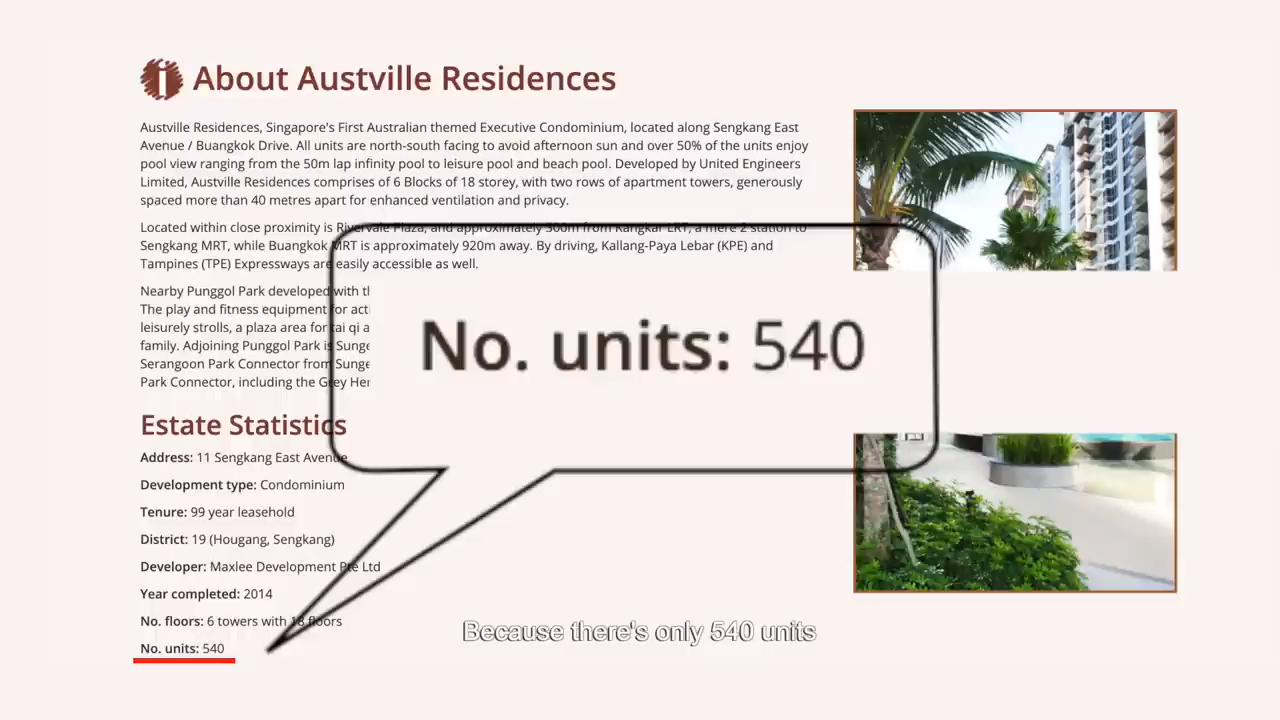 About Austville Residences
Austville Residences, Singapore's First Australian themed Executive Condominium, located along Sengkang East
Avenue / Buangkok Drive. All units are north-south facing to avoid afternoon sun and over 50% of the units enjoy
pool view ranging from the 50m lap infinity pool to leisure pool and beach pool. Developed by United Engineers
Limited, Austville Residences comprises of 6 Blocks of 18 storey, with two rows of apartment towers, generously
spaced more than 40 metres apart for enhanced ventilation and privacy.
Located within close proximity is Rivervale Plaza, and approximately 300m from Kangkar LRT, a mere 2 station to
Sengkang MRT, while Buangkok MRT is approximately 920m away. By driving, Kallang-Paya Lebar (KPE) and
Tampines (TPE) Expressways are easily accessible as well.
Nearby Punggol Park developed with
The play and fitness equipment for
leisurely strolls, a plaza area for tai qi
family. Adjoining Punggol Park is
Serangoon Park Connector from
Park Connector, including the Grey
No. units: 540
Estate Statistics
Address: 11 Sengkang East Avenue
Development type: Condominium
Tenure: 99 year leasehold
District: 19 (Hougang, Sengkang)
Developer: Maxlee Development Pte Ltd
Year completed: 2014
No. floors: 6 towers with 18 floors
No. units: 540
Because there's only 540 units